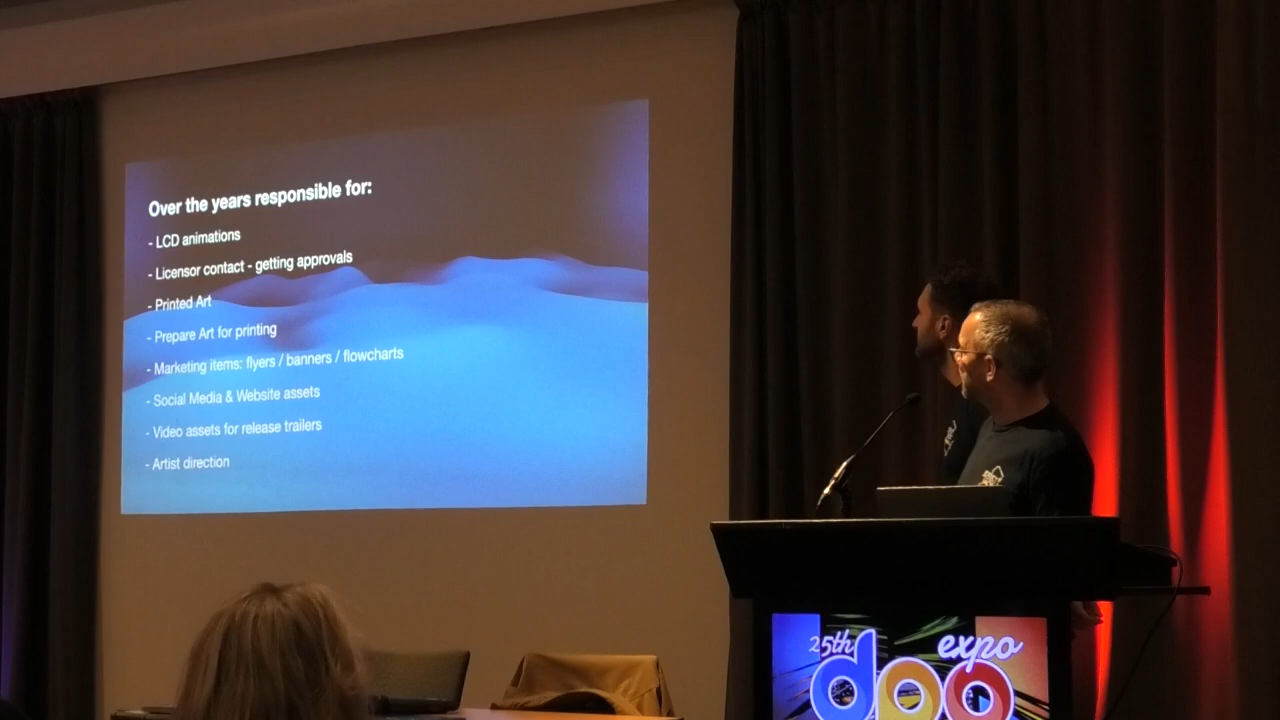 Over the years responsible for:
- LCD animations
- Licensor contact - getting approvals
- Printed Art
- Prepare Art for printing
- Marketing items: flyers / banners / flowcharts
- Social Media & Website assets
- Video assets for release trailers
- Artist direction
25th
expo
dpo